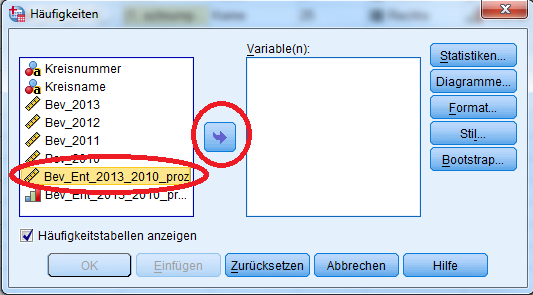 Häufigkeiten
Variable(n):
Kreisnummer
Kreisname
Bev_2013
Bev_2012
Bev_2011
Bev_2010
Bev_Ent_2013_2010_proz
Bev_Ent_2013_2010_pr...
Statistiken...
Diagramme...
Format...
Stil...
Bootstrap...
Häufigkeitstabellen anzeigen
OK
Einfügen
Zurücksetzen
Abbrechen
Hilfe